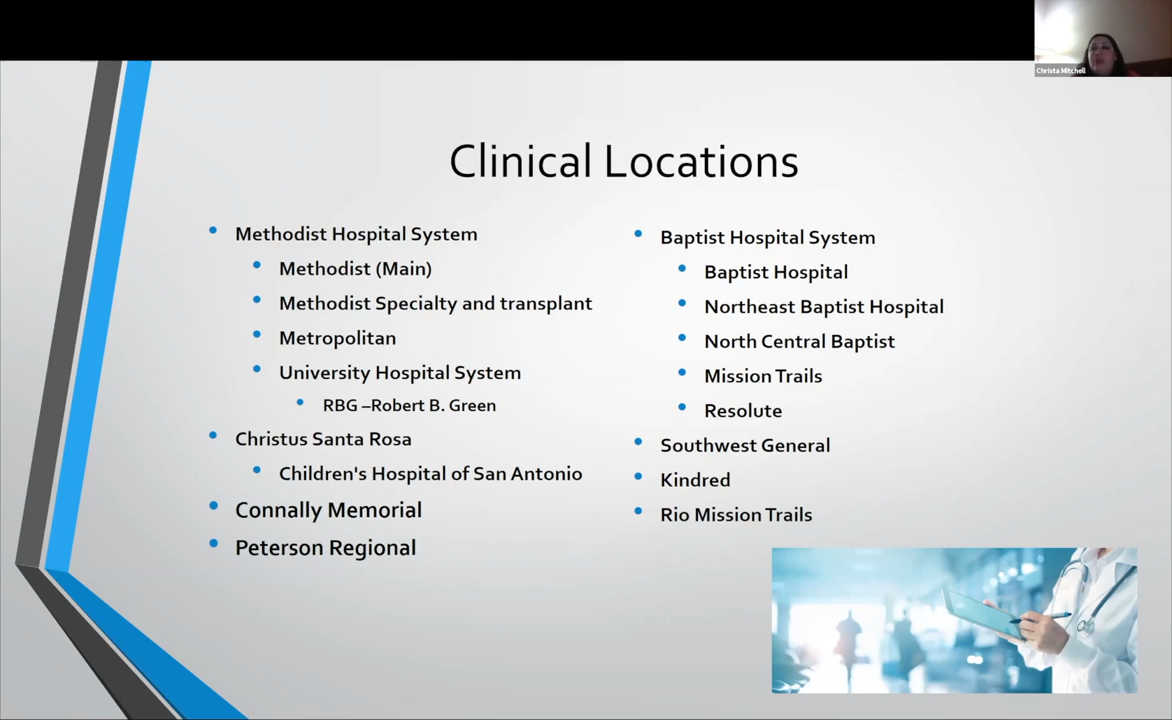 Christa Mitchell
Clinical Locations
Methodist Hospital System
Methodist (Main)
Methodist Specialty and transplant
Metropolitan
University Hospital System
RBG –Robert B. Green
Christus Santa Rosa
Children's Hospital of San Antonio
Connally Memorial
Peterson Regional
Baptist Hospital System
Baptist Hospital
Northeast Baptist Hospital
North Central Baptist
Mission Trails
Resolute
Southwest General
Kindred
Rio Mission Trails